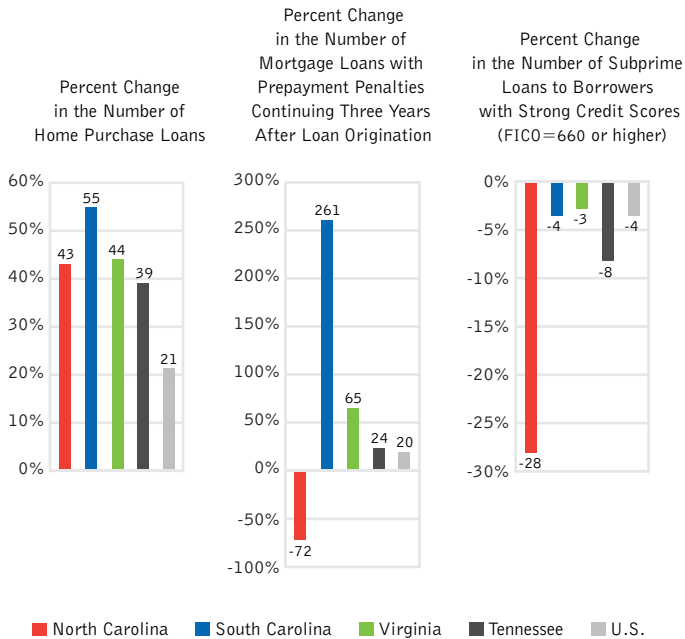 Percent Change
in the Number of
Home Purchase Loans
60%
50%
40%
30%
20%
10%
0%
43
55
44
39
21
Percent Change
in the Number of
Mortgage Loans with
Prepayment Penalties
Continuing Three Years
After Loan Origination
300%
250%
200%
150%
100%
50%
0%
-50%
-100%
-72
261
65
24
20
Percent Change
in the Number of Subprime
Loans to Borrowers
with Strong Credit Scores
(FICO=660 or higher)
0%
-5%
-10%
-15%
-20%
-25%
-30%
-28
-4
-3
-8
-4
North Carolina
South Carolina
Virginia
Tennessee
U.S.